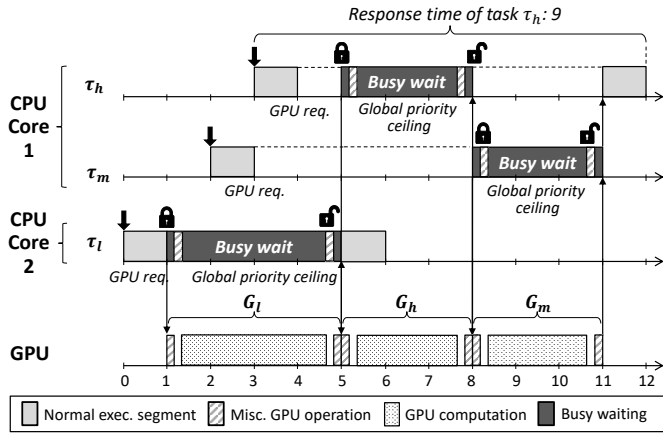 Response time of task τh: 9
CPU
Core
1
τh
Busy wait
GPU req.
Global priority
ceiling
τm
Busy wait
GPU req.
Global priority
ceiling
CPU
Core
2
τl
Busy wait
GPU req.
Global priority ceiling
Gl
Gh
Gm
GPU
0 1 2 3 4 5 6 7 8 9 10 11 12
Normal exec. segment
Misc. GPU operation
GPU computation
Busy waiting